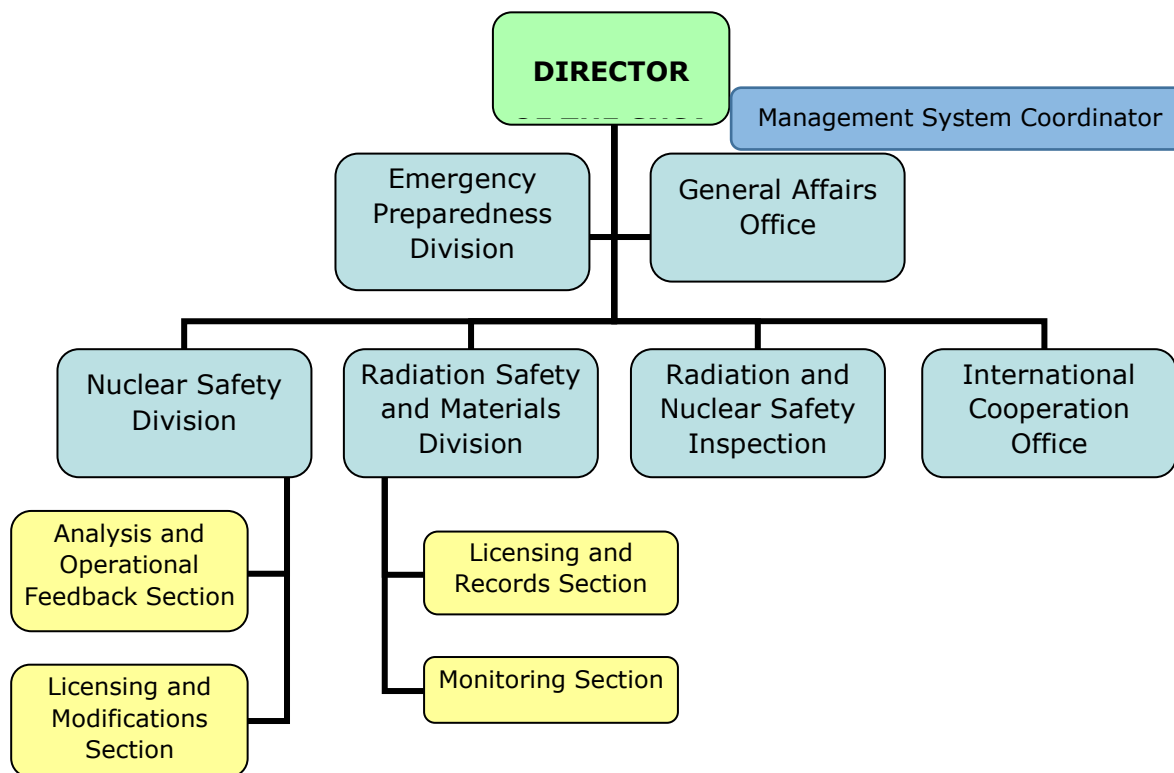 DIRECTOR
Management System Coordinator
Emergency
Preparedness
Division
General Affairs
Office
Nuclear Safety
Division
Radiation Safety
and Materials
Division
Radiation and
Nuclear Safety
Inspection
International
Cooperation
Office
Analysis and
Operational
Feedback Section
Licensing and
Modifications
Section
Licensing and
Records Section
Monitoring Section